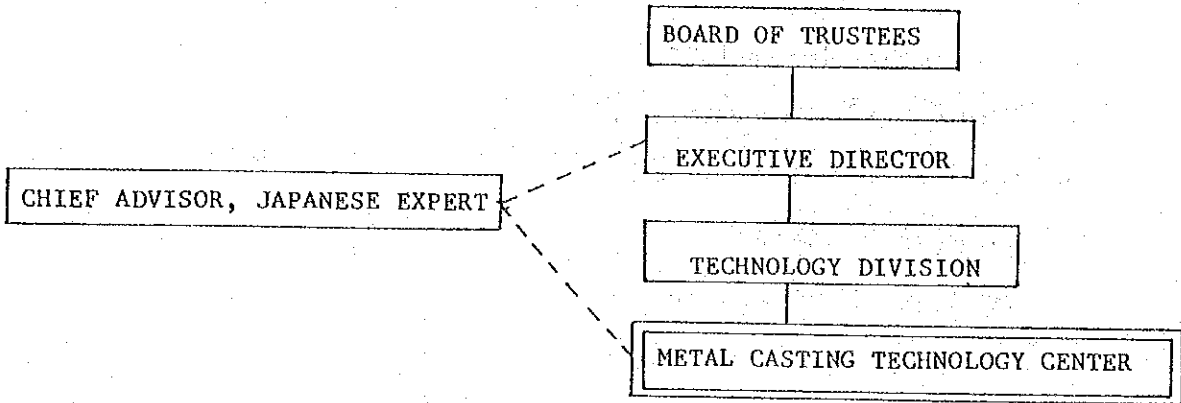 BOARD OF TRUSTEES
EXECUTIVE DIRECTOR
CHIEF ADVISOR, JAPANESE EXPERT
TECHNOLOGY DIVISION
METAL CASTING TECHNOLOGY CENTER